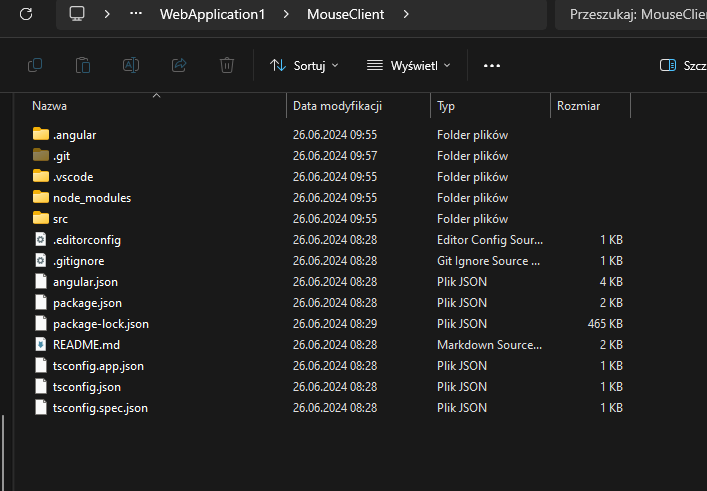 ··· WebApplication1 MouseClient Przeszukaj: MouseClie
Sortuj Wyświetl ··· Szcz
Nazwa Data modyfikacji Typ Rozmiar
.angular 26.06.2024 09:55 Folder plików
.git 26.06.2024 09:57 Folder plików
.vscode 26.06.2024 09:55 Folder plików
node_modules 26.06.2024 09:55 Folder plików
src 26.06.2024 09:55 Folder plików
.editorconfig 26.06.2024 08:28 Editor Config Sour... 1 KB
.gitignore 26.06.2024 08:28 Git Ignore Source ... 1 KB
angular.json 26.06.2024 08:28 Plik JSON 4 KB
package.json 26.06.2024 08:28 Plik JSON 2 KB
package-lock.json 26.06.2024 08:29 Plik JSON 465 KB
README.md 26.06.2024 08:28 Markdown Source... 2 KB
tsconfig.app.json 26.06.2024 08:28 Plik JSON 1 KB
tsconfig.json 26.06.2024 08:28 Plik JSON 1 KB
tsconfig.spec.json 26.06.2024 08:28 Plik JSON 1 KB